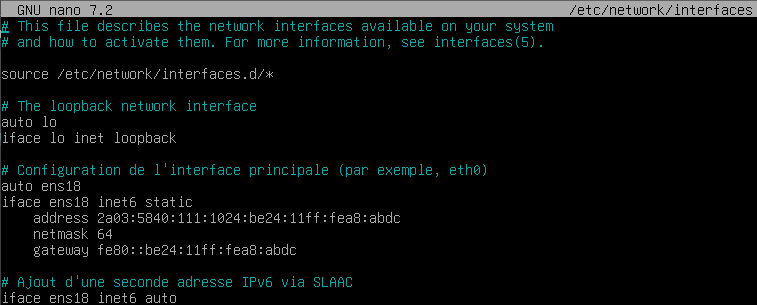 GNU nano 7.2 /etc/network/interfaces
# This file describes the network interfaces available on your system
# and how to activate them. For more information, see interfaces(5).
source /etc/network/interfaces.d/*
# The loopback network interface
auto lo
iface lo inet loopback
# Configuration de l'interface principale (par exemple, eth0)
auto ens18
iface ens18 inet6 static
address 2a03:5840:111:1024:be24:11ff:fea8:abdc
netmask 64
gateway fe80::be24:11ff:fea8:abdc
# Ajout d'une seconde adresse IPv6 via SLAAC
iface ens18 inet6 auto